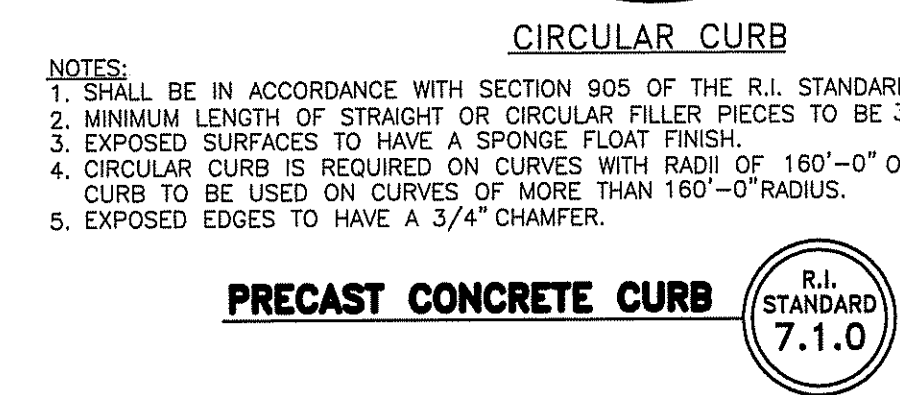 CIRCULAR CURB
NOTES:
1. SHALL BE IN ACCORDANCE WITH SECTION 905 OF THE R.I.
2. MINIMUM LENGTH OF STRAIGHT OR CIRCULAR FILLER PIECES TO BE
3. EXPOSED SURFACES TO HAVE A SPONGE FLOAT FINISH.
4. CIRCULAR CURB IS REQUIRED ON CURVES WITH RADII OF 160'-0"
CURB TO BE USED ON CURVES OF MORE THAN 160'-0"RADIUS.
5. EXPOSED EDGES TO HAVE A 3/4" CHAMFER.
PRECAST CONCRETE CURB
R.I.
STANDARD
7.1.0